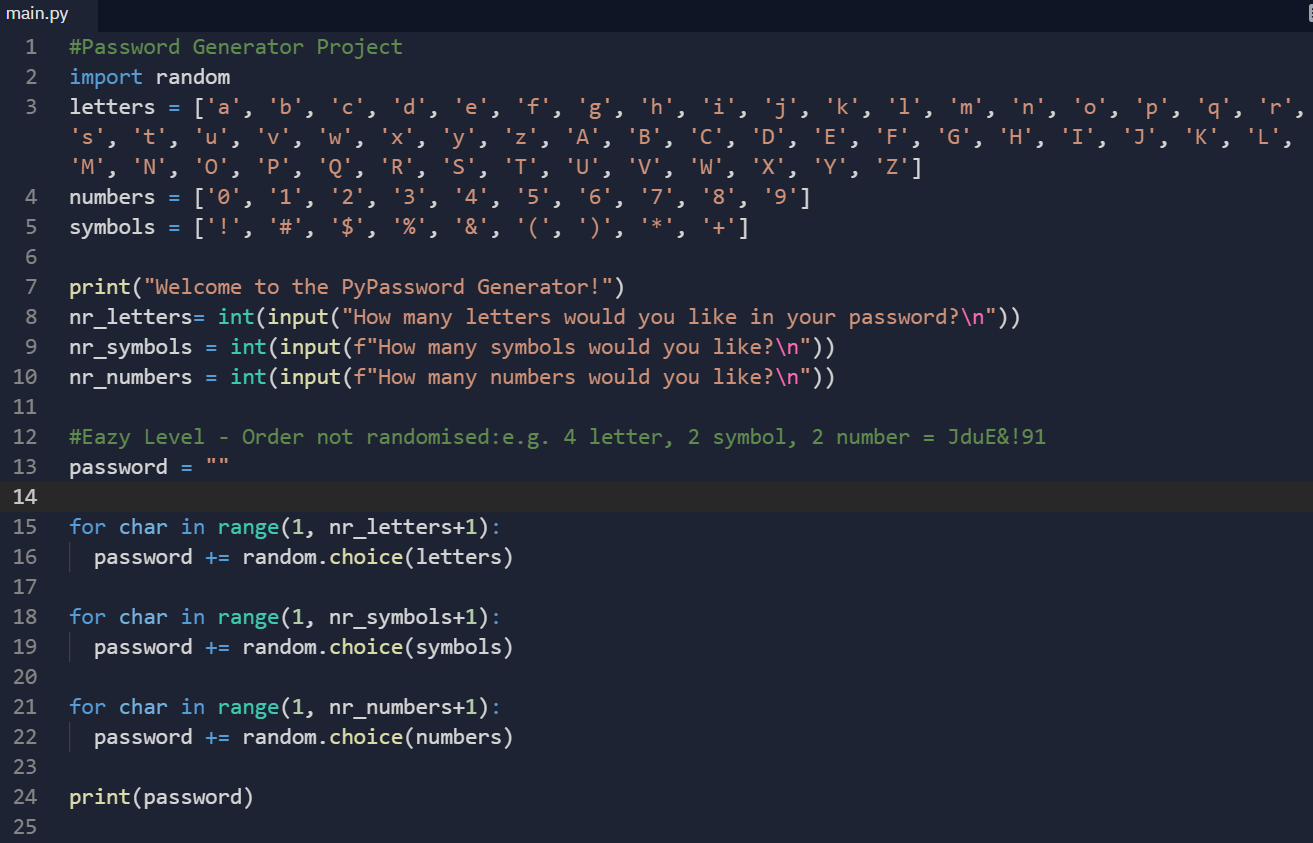 main.py
1 #Password Generator Project
2 import random
3 letters = ['a', 'b', 'c', 'd', 'e', 'f', 'g', 'h', 'i', 'j', 'k', 'l', 'm', 'n', 'o', 'p', 'q', 'r',
's', 't', 'u', 'v', 'w', 'x', 'y', 'z', 'A', 'B', 'C', 'D', 'E', 'F', 'G', 'H', 'I', 'J', 'K', 'L',
'M', 'N', 'O', 'P', 'Q', 'R', 'S', 'T', 'U', 'V', 'W', 'X', 'Y', 'Z']
4 numbers = ['0', '1', '2', '3', '4', '5', '6', '7', '8', '9']
5 symbols = ['!', '#', '$', '%', '&', '(', ')', '*', '+']
6
7 print("Welcome to the PyPassword Generator!")
8 nr_letters= int(input("How many letters would you like in your password?\n"))
9 nr_symbols = int(input(f"How many symbols would you like?\n"))
10 nr_numbers = int(input(f"How many numbers would you like?\n"))
11
12 #Eazy Level - Order not randomised:e.g. 4 letter, 2 symbol, 2 number = JduE&!91
13 password = ""
14
15 for char in range(1, nr_letters+1):
16   password += random.choice(letters)
17
18 for char in range(1, nr_symbols+1):
19   password += random.choice(symbols)
20
21 for char in range(1, nr_numbers+1):
22   password += random.choice(numbers)
23
24 print(password)
25